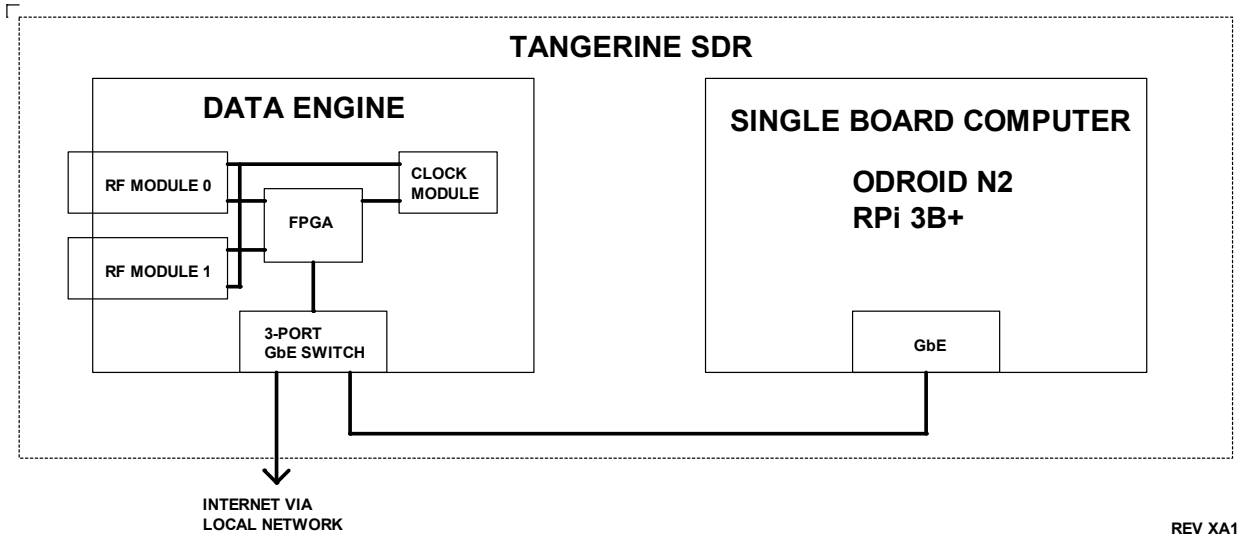 TANGERINE SDR
DATA ENGINE
RF MODULE 0
CLOCK
MODULE
FPGA
RF MODULE 1
3-PORT
GbE SWITCH
SINGLE BOARD COMPUTER
ODROID N2
RPi 3B+
GbE
INTERNET VIA
LOCAL NETWORK
REV XA1